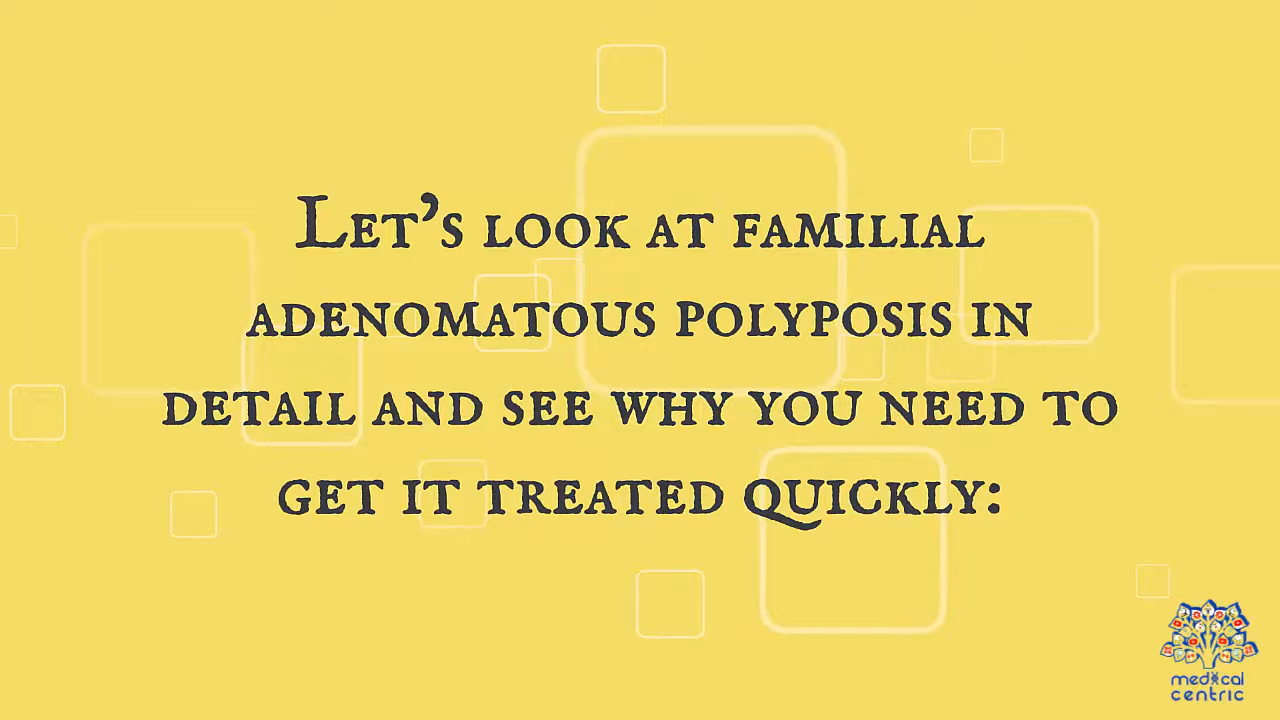 Let's look at familial
adenomatous polyposis in
detail and see why you need to
get it treated quickly:
medical
centric